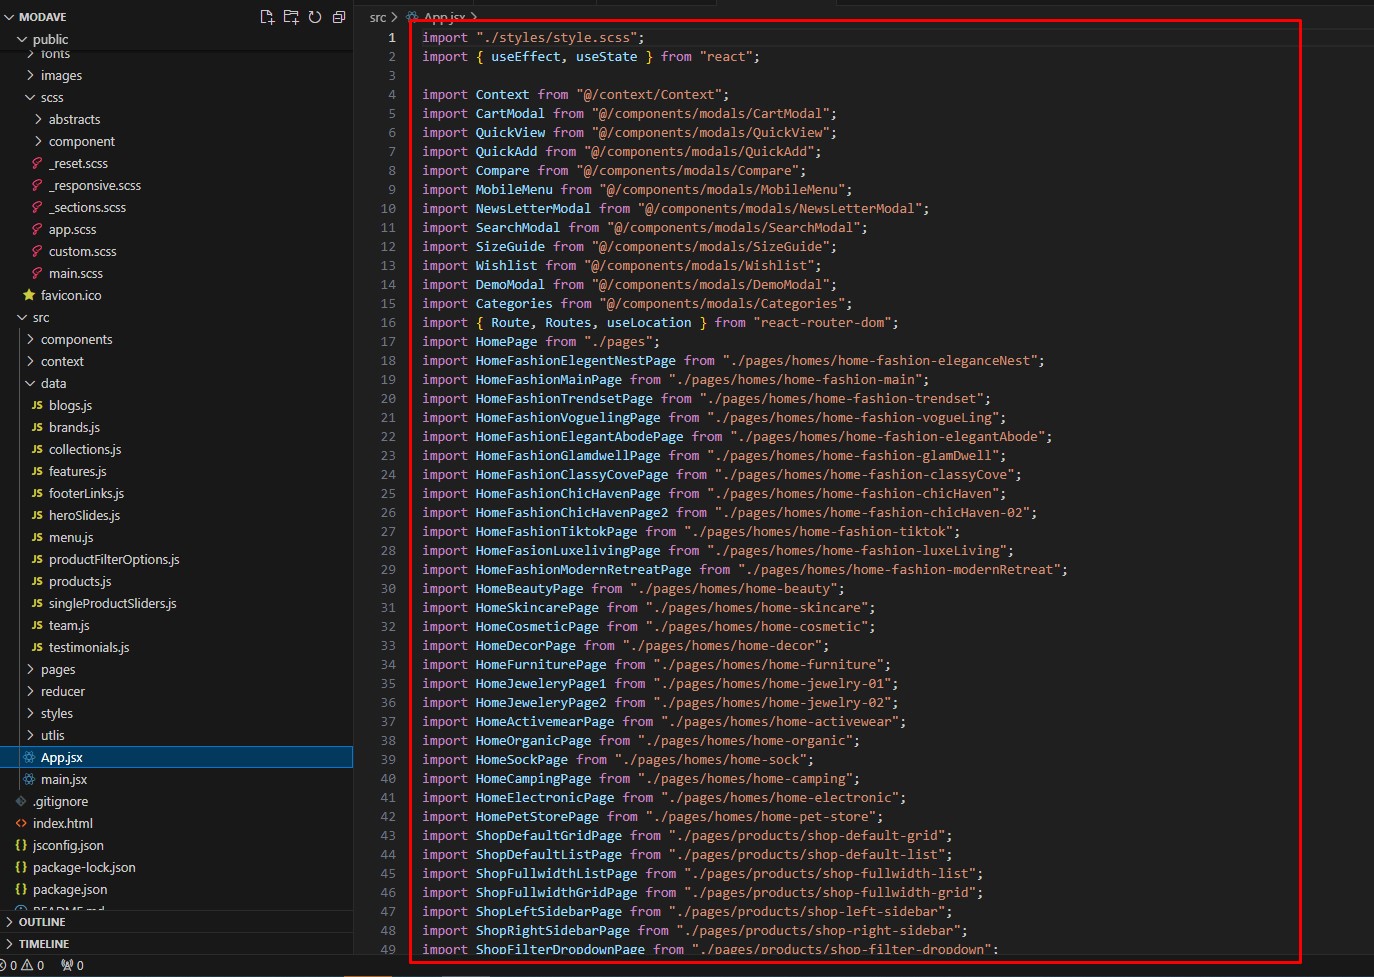 MODAVE
public
fonts
images
scss
abstracts
component
_reset.scss
_responsive.scss
_sections.scss
app.scss
custom.scss
main.scss
favicon.ico
src
components
context
data
JS blogs.js
JS brands.js
JS collections.js
JS features.js
JS footerLinks.js
JS heroSlides.js
JS menu.js
JS productFilterOptions.js
JS products.js
JS singleProductSliders.js
JS team.js
JS testimonials.js
pages
reducer
styles
utlis
App.jsx
main.jsx
.gitignore
index.html
{} jsconfig.json
{} package-lock.json
{} package.json
README.md
OUTLINE
TIMELINE
0 0 0
src > App.jsx >
1 import "./styles/style.scss";
2 import { useEffect, useState } from "react";
3
4 import Context from "@/context/Context";
5 import CartModal from "@/components/modals/CartModal";
6 import QuickView from "@/components/modals/QuickView";
7 import QuickAdd from "@/components/modals/QuickAdd";
8 import Compare from "@/components/modals/Compare";
9 import MobileMenu from "@/components/modals/MobileMenu";
10 import NewsLetterModal from "@/components/modals/NewsLetterModal";
11 import SearchModal from "@/components/modals/SearchModal";
12 import SizeGuide from "@/components/modals/SizeGuide";
13 import Wishlist from "@/components/modals/Wishlist";
14 import DemoModal from "@/components/modals/DemoModal";
15 import Categories from "@/components/modals/Categories";
16 import { Route, Routes, useLocation } from "react-router-dom";
17 import HomePage from "./pages";
18 import HomeFashionElegentNestPage from "./pages/homes/home-fashion-eleganceNest";
19 import HomeFashionMainPage from "./pages/homes/home-fashion-main";
20 import HomeFashionTrendsetPage from "./pages/homes/home-fashion-trendset";
21 import HomeFashionVoguelingPage from "./pages/homes/home-fashion-vogueLing";
22 import HomeFashionElegantAbodePage from "./pages/homes/home-fashion-elegantAbode";
23 import HomeFashionGlamdwellPage from "./pages/homes/home-fashion-glamDwell";
24 import HomeFashionClassyCovePage from "./pages/homes/home-fashion-classyCove";
25 import HomeFashionChicHavenPage from "./pages/homes/home-fashion-chicHaven";
26 import HomeFashionChicHavenPage2 from "./pages/homes/home-fashion-chicHaven-02";
27 import HomeFashionTiktokPage from "./pages/homes/home-fashion-tiktok";
28 import HomeFasionLuxelivingPage from "./pages/homes/home-fashion-luxeLiving";
29 import HomeFashionModernRetreatPage from "./pages/homes/home-fashion-modernRetreat";
30 import HomeBeautyPage from "./pages/homes/home-beauty";
31 import HomeSkincarePage from "./pages/homes/home-skincare";
32 import HomeCosmeticPage from "./pages/homes/home-cosmetic";
33 import HomeDecorPage from "./pages/homes/home-decor";
34 import HomeFurniturePage from "./pages/homes/home-furniture";
35 import HomeJeweleryPage1 from "./pages/homes/home-jewelry-01";
36 import HomeJeweleryPage2 from "./pages/homes/home-jewelry-02";
37 import HomeActivemearPage from "./pages/homes/home-activewear";
38 import HomeOrganicPage from "./pages/homes/home-organic";
39 import HomeSockPage from "./pages/homes/home-sock";
40 import HomeCampingPage from "./pages/homes/home-camping";
41 import HomeElectronicPage from "./pages/homes/home-electronic";
42 import HomePetStorePage from "./pages/homes/home-pet-store";
43 import ShopDefaultGridPage from "./pages/products/shop-default-grid";
44 import ShopDefaultListPage from "./pages/products/shop-default-list";
45 import ShopFullwidthListPage from "./pages/products/shop-fullwidth-list";
46 import ShopFullwidthGridPage from "./pages/products/shop-fullwidth-grid";
47 import ShopLeftSidebarPage from "./pages/products/shop-left-sidebar";
48 import ShopRightSidebarPage from "./pages/products/shop-right-sidebar";
49 import ShopFilterDropdownPage from "./pages/products/shop-filter-dropdown";